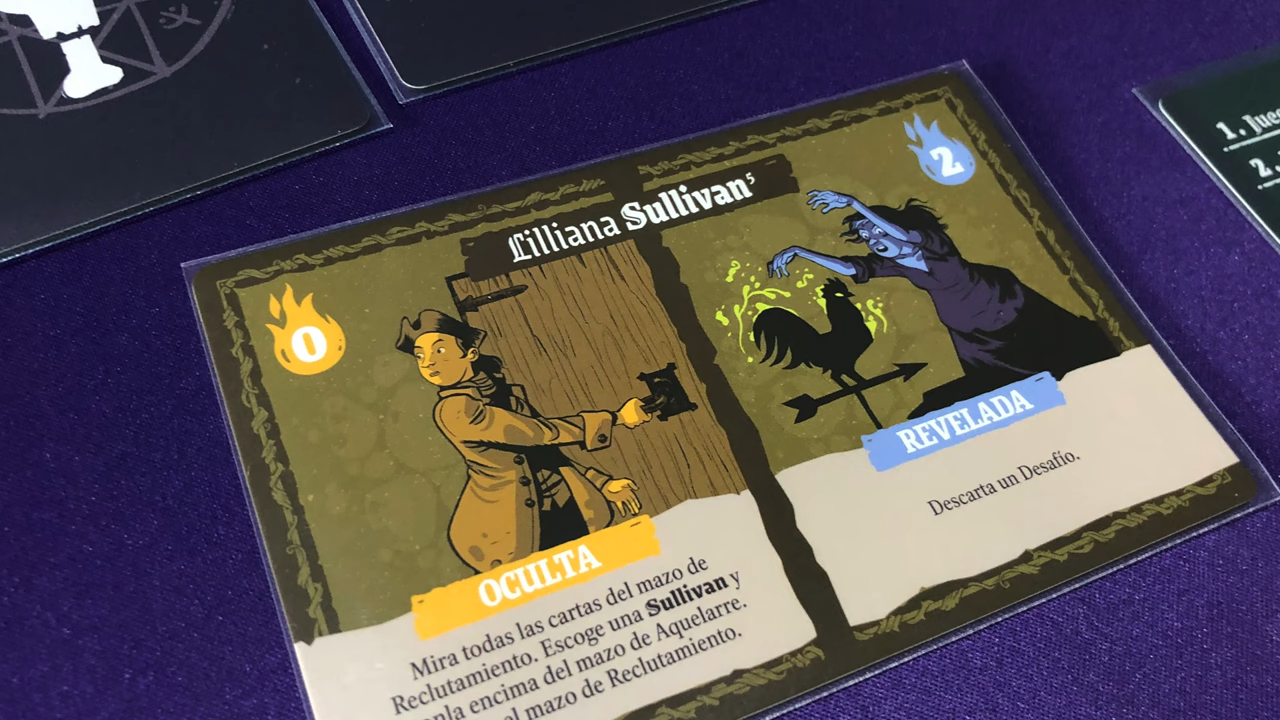 Lilliana Sullivan⁵
0
2
OCULTA
Mira todas las cartas del mazo de
Reclutamiento. Escoge una Sullivan y
encima del mazo de Aquelarre.
el mazo de Reclutamiento.
REVELADA
Descarta un Desafío.
1.
2.